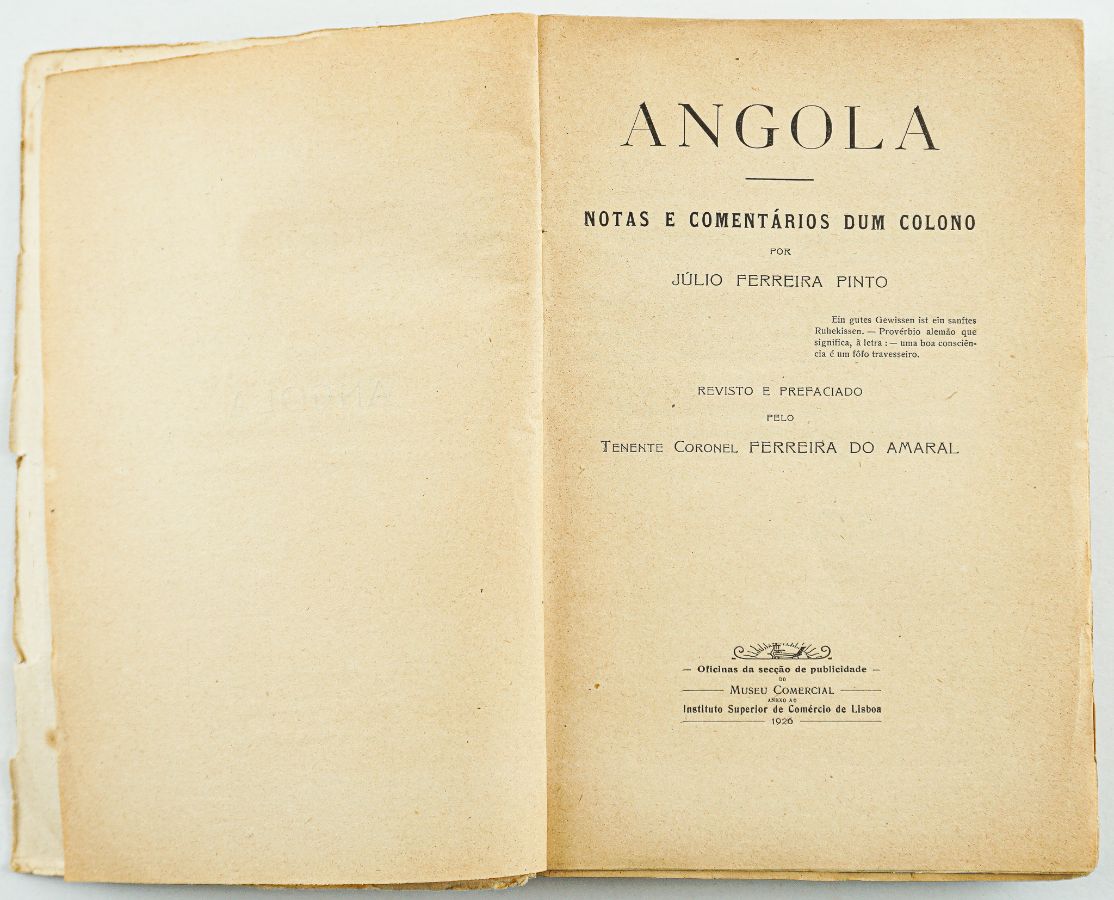 ANGOLA
NOTAS E COMENTÁRIOS DUM COLONO
POR
JÚLIO FERREIRA PINTO
Ein gutes Gewissen ist ein sanftes
Ruhekissen. — Provérbio alemão que
significa, à letra : — uma boa consciên-
cia é um fôfo travesseiro.
REVISTO E PREFACIADO
PELO
TENENTE CORONEL FERREIRA DO AMARAL
— Oficinas da secção de publicidade —
DO
MUSEU COMERCIAL
ANEXO AO
Instituto Superior de Comércio de Lisboa
1926